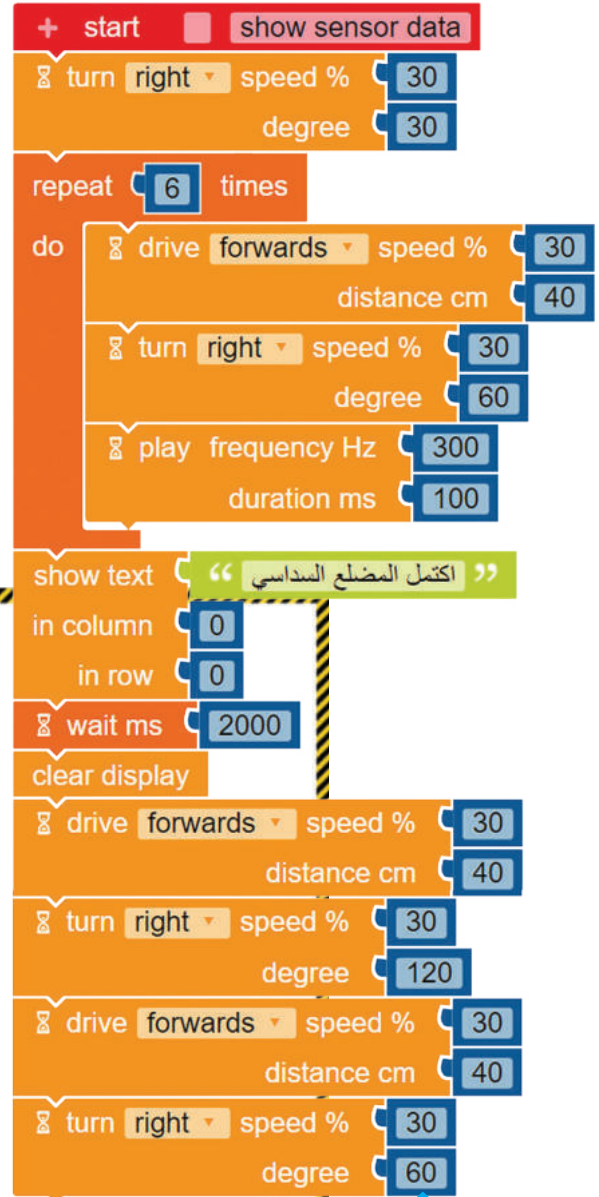 + start show sensor data
turn right speed % 30
degree 30
repeat 6 times
do drive forwards speed % 30
distance cm 40
turn right speed % 30
degree 60
play frequency Hz 300
duration ms 100
show text “ اكتمل المضلع السداسي ”
in column 0
in row 0
wait ms 2000
clear display
drive forwards speed % 30
distance cm 40
turn right speed % 30
degree 120
drive forwards speed % 30
distance cm 40
turn right speed % 30
degree 60